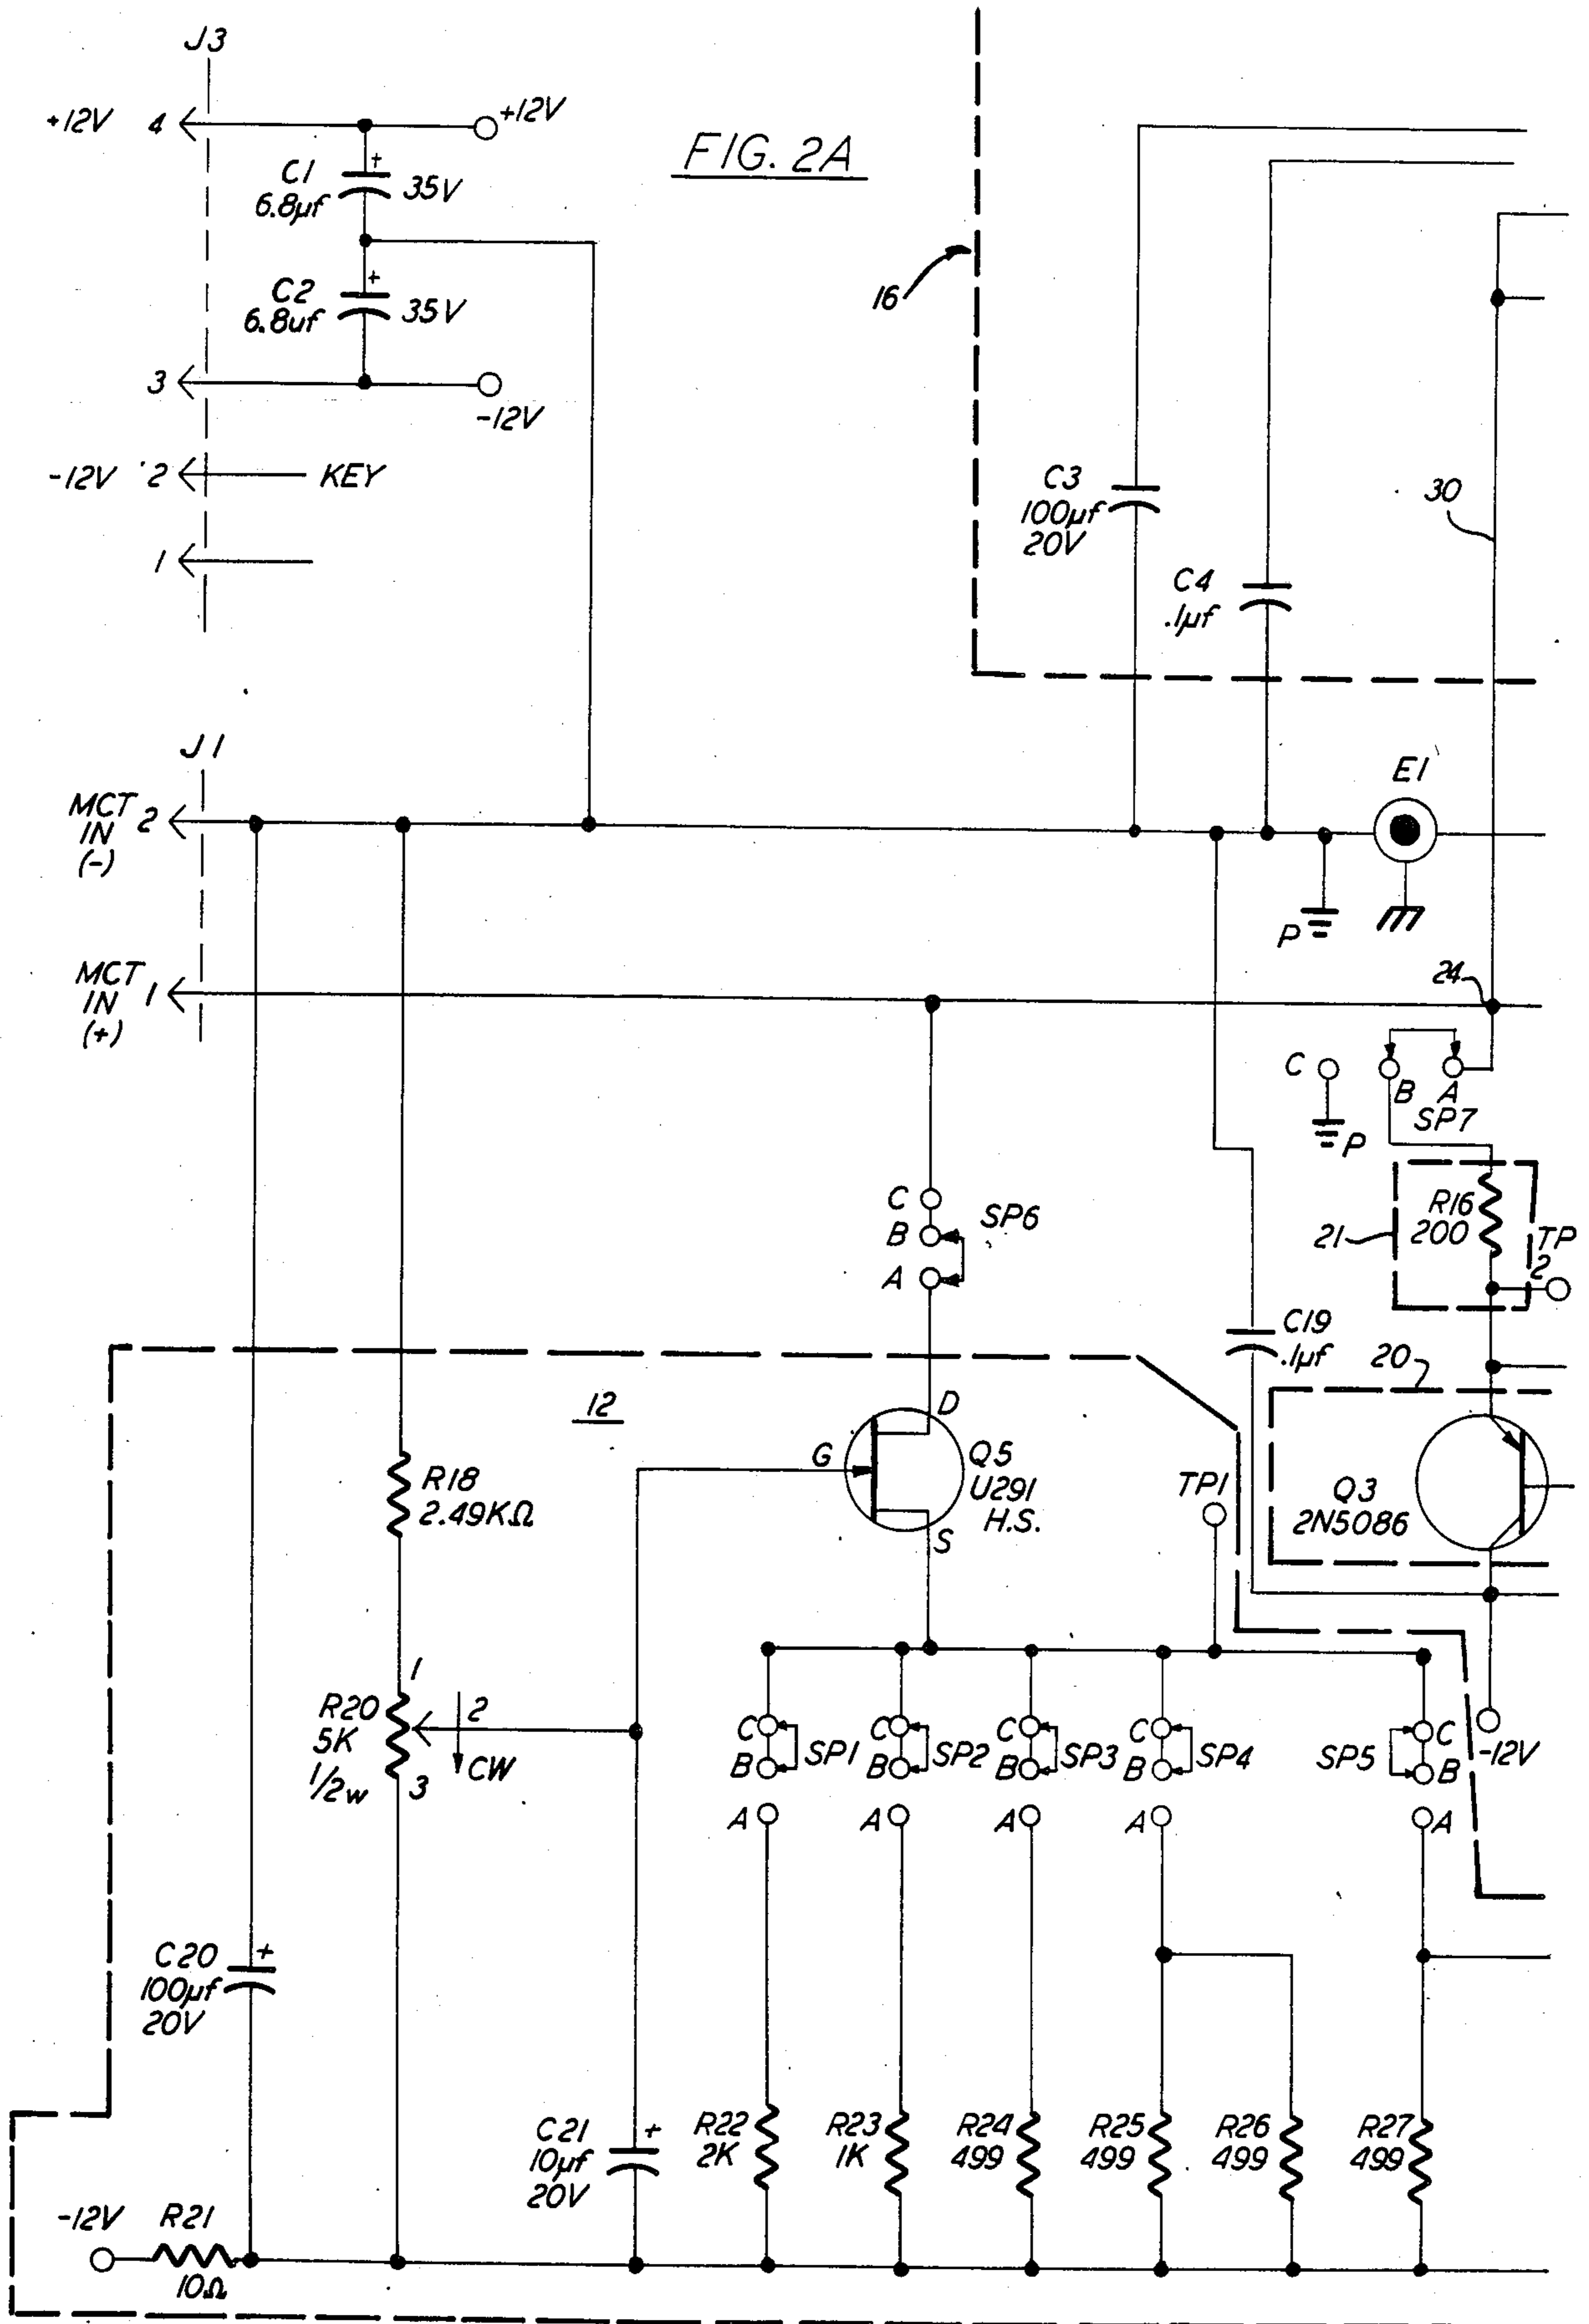 J3
+12V 4
+12V
FIG. 2A
C1
6.8µf
+
35V
C2
6.8uf
+
35V
16
3
-12V
-12V 2
KEY
C3
100µf
20V
30
1
C4
.1µf
J1
E1
MCT
IN 2
(-)
P
MCT
IN 1
(+)
24
C
B
A
SP7
P
C
B
A
SP6
21
R16
200
TP
2
C19
.1µf
20
12
D
G
Q5
U291
H.S.
S
TP1
Q3
2N5086
R18
2.49KΩ
1
R20
5K
1/2w
2
CW
3
C
B
SP1
A
C
B
SP2
A
C
B
SP3
A
C
B
SP4
A
SP5
C
B
A
-12V
C20
100µf
20V
+
C21
10µf
20V
+
R22
2K
R23
1K
R24
499
R25
499
R26
499
R27
499
-12V
R21
10Ω